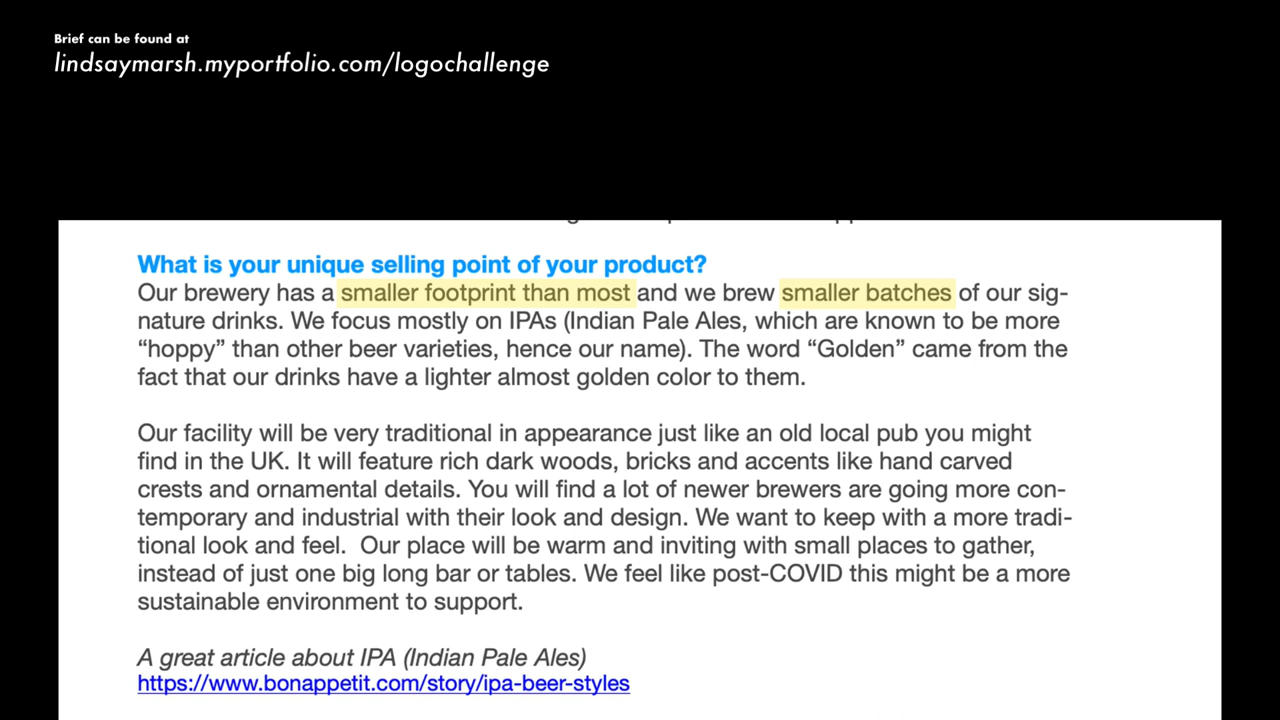 Brief can be found at
lindsaymarsh.myportfolio.com/logochallenge
What is your unique selling point of your product?
Our brewery has a smaller footprint than most and we brew smaller batches of our sig-
nature drinks. We focus mostly on IPAs (Indian Pale Ales, which are known to be more
“hoppy” than other beer varieties, hence our name). The word “Golden” came from the
fact that our drinks have a lighter almost golden color to them.
Our facility will be very traditional in appearance just like an old local pub you might
find in the UK. It will feature rich dark woods, bricks and accents like hand carved
crests and ornamental details. You will find a lot of newer brewers are going more con-
temporary and industrial with their look and design. We want to keep with a more tradi-
tional look and feel.  Our place will be warm and inviting with small places to gather,
instead of just one big long bar or tables. We feel like post-COVID this might be a more
sustainable environment to support.
A great article about IPA (Indian Pale Ales)
https://www.bonappetit.com/story/ipa-beer-styles